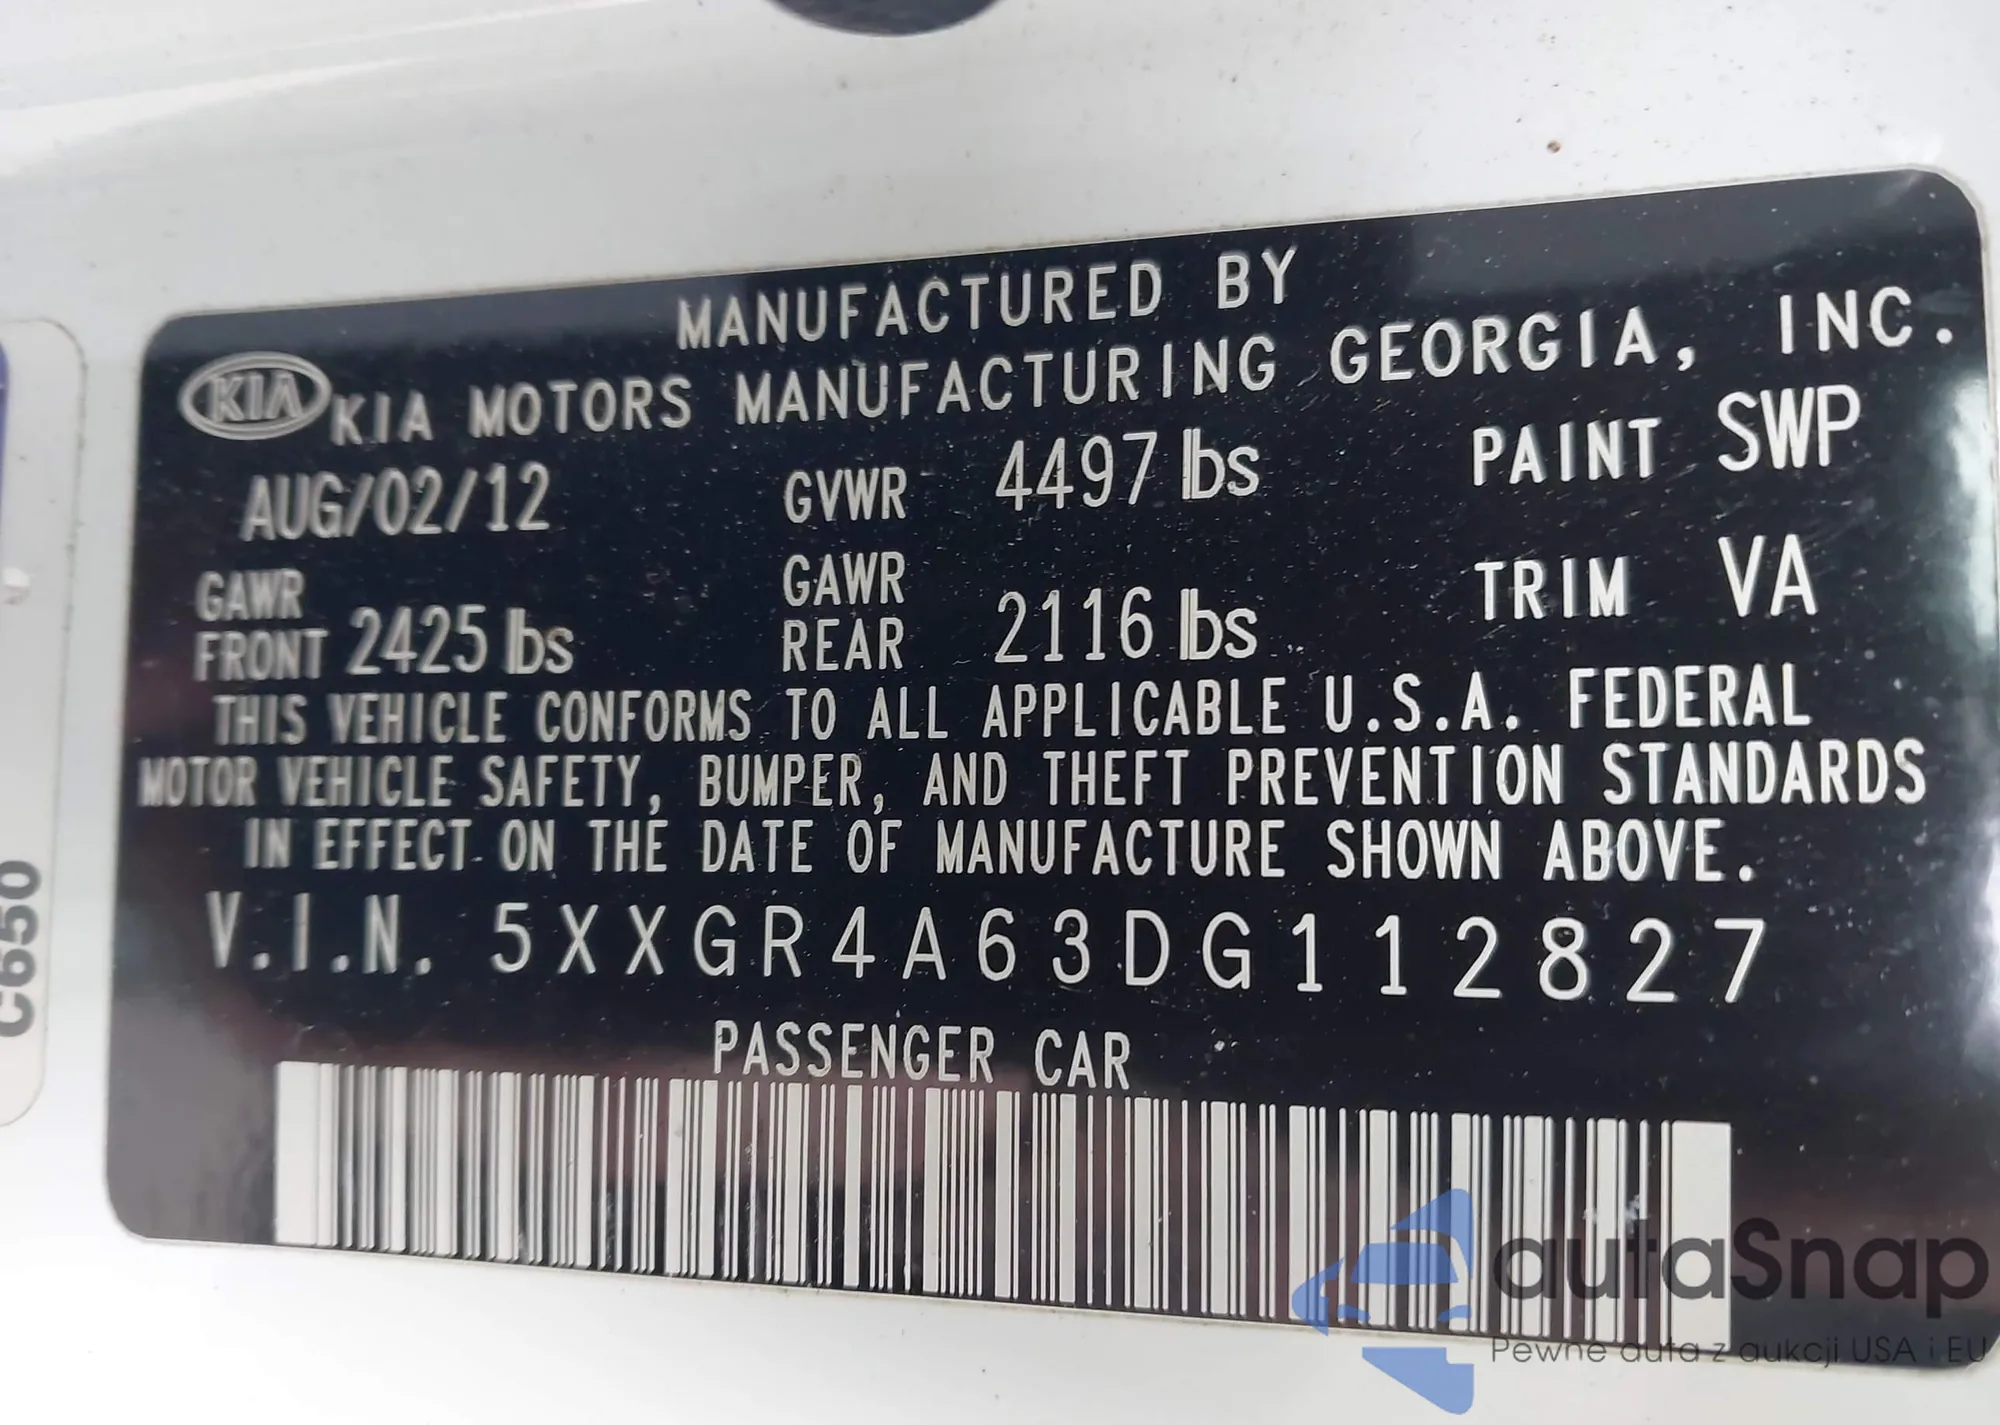 MANUFACTURED BY
KIA KIA MOTORS MANUFACTURING GEORGIA, INC.
AUG/02/12 GVWR 4497 lbs PAINT SWP
GAWR FRONT 2425 lbs GAWR REAR 2116 lbs TRIM VA
THIS VEHICLE CONFORMS TO ALL APPLICABLE U.S.A. FEDERAL
MOTOR VEHICLE SAFETY, BUMPER, AND THEFT PREVENTION STANDARDS
IN EFFECT ON THE DATE OF MANUFACTURE SHOWN ABOVE.
V.I.N. 5XXGR4A63DG112827
PASSENGER CAR
C650
autaSnap
Pewne auta z aukcji USA i EU